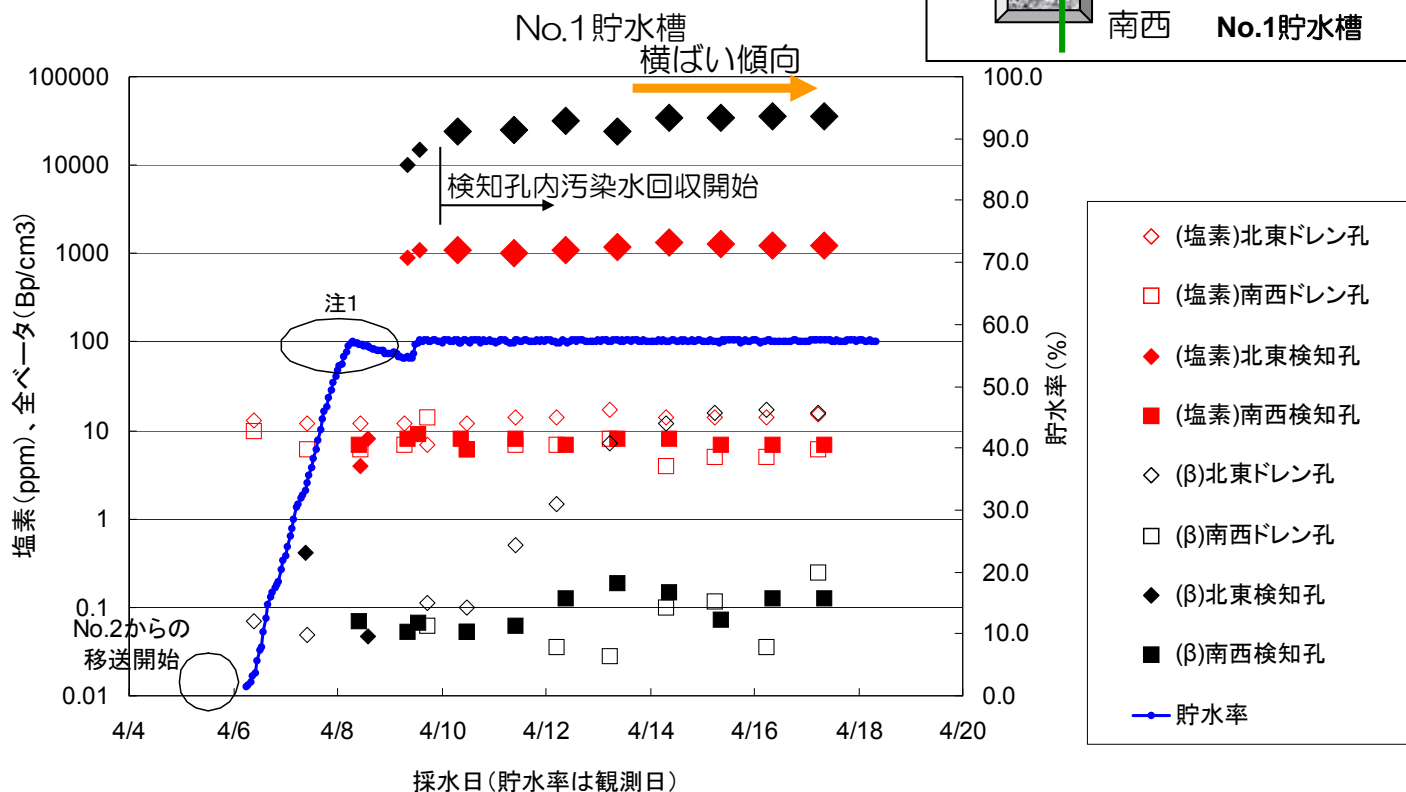 南西 No.1貯水槽
No.1貯水槽
横ばい傾向
検知孔内汚染水回収開始
注1
No.2からの
移送開始
塩素(ppm)、全ベータ(Bp/cm3)
100000
10000
1000
100
10
1
0.1
0.01
貯水率(%)
100.0
90.0
80.0
70.0
60.0
50.0
40.0
30.0
20.0
10.0
0.0
4/4 4/6 4/8 4/10 4/12 4/14 4/16 4/18 4/20
採水日(貯水率は観測日)
(塩素)北東ドレン孔
(塩素)南西ドレン孔
(塩素)北東検知孔
(塩素)南西検知孔
(β)北東ドレン孔
(β)南西ドレン孔
(β)北東検知孔
(β)南西検知孔
貯水率